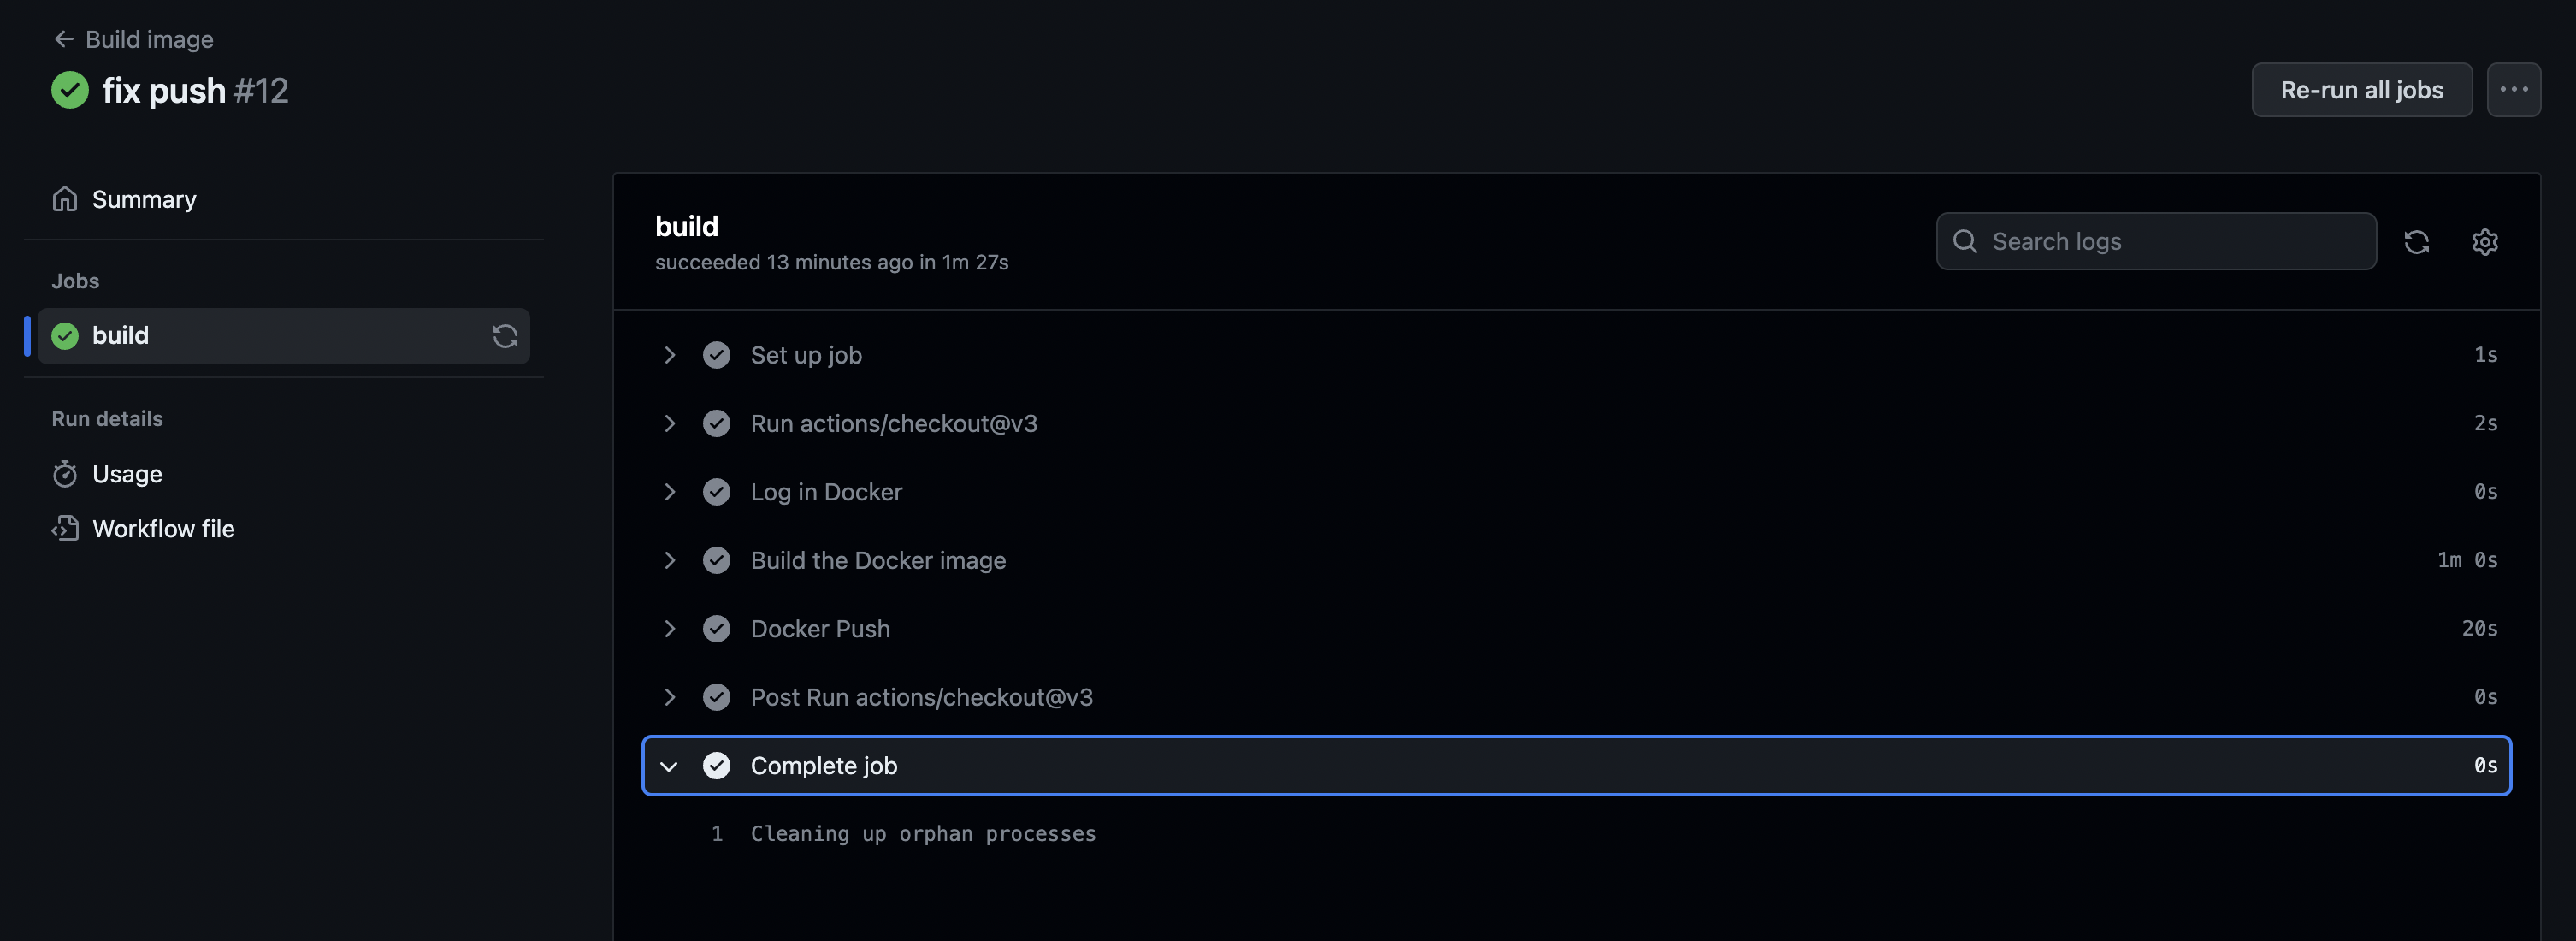 Build image
fix push #12
Re-run all jobs
Summary
Jobs
build
Run details
Usage
Workflow file
build
succeeded 13 minutes ago in 1m 27s
Search logs
Set up job 1s
Run actions/checkout@v3 2s
Log in Docker 0s
Build the Docker image 1m 0s
Docker Push 20s
Post Run actions/checkout@v3 0s
Complete job 0s
1 Cleaning up orphan processes